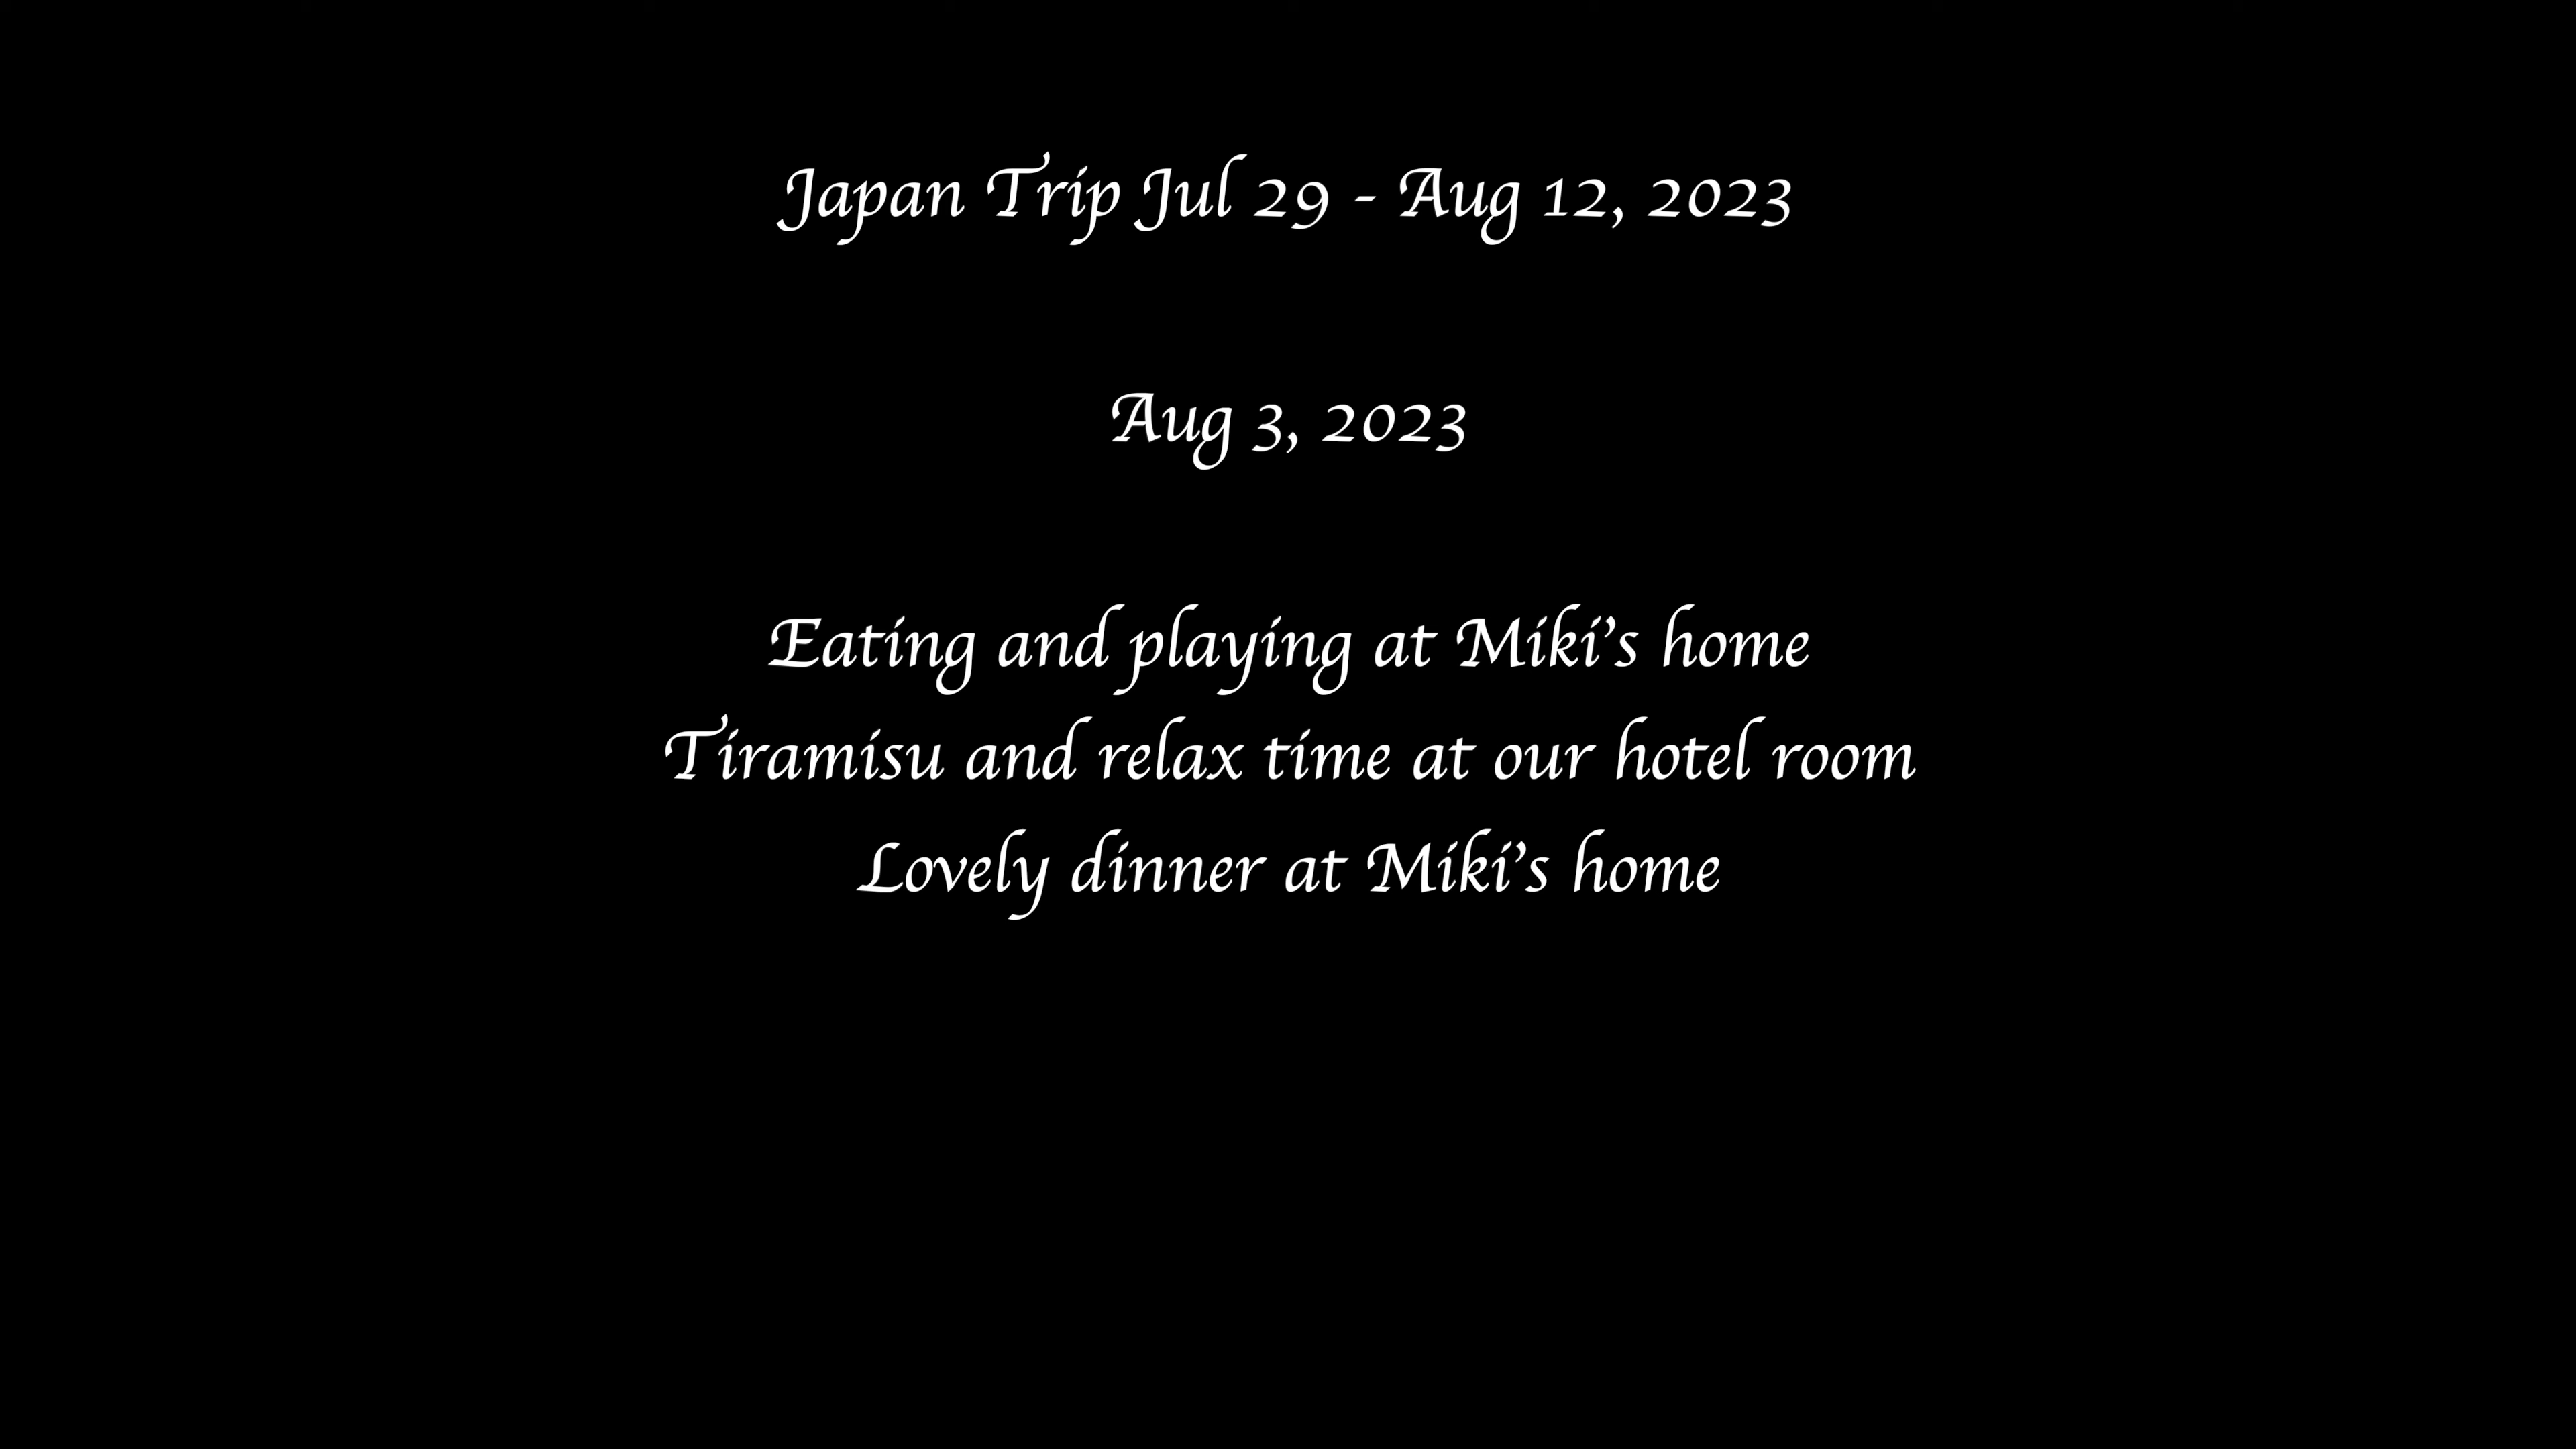 Japan Trip Jul 29 - Aug 12, 2023
Aug 3, 2023
Eating and playing at Miki's home
Tiramisu and relax time at our hotel room
Lovely dinner at Miki's home